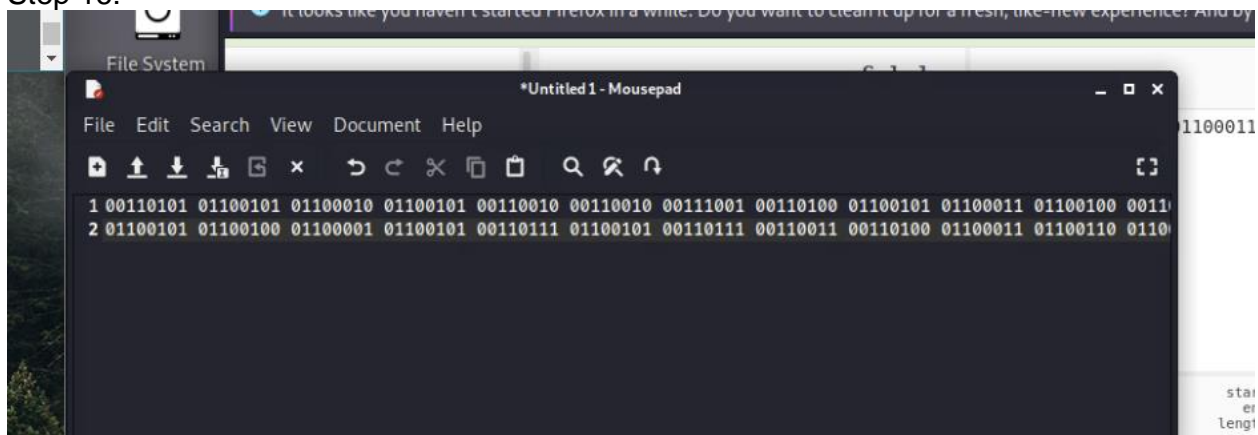 It looks like you haven't started Firefox in a while. Do you want to clean it up for a fresh, like-new experience? And by
File System
*Untitled 1 - Mousepad
File Edit Search View Document Help
1100011
1 00110101 01100101 01100010 01100101 00110010 00110010 00111001 00110100 01100101 01100011 01100100 0011
2 01100101 01100100 01100001 01100101 00110111 01100101 00110111 00110011 00110100 01100011 01100110 0110